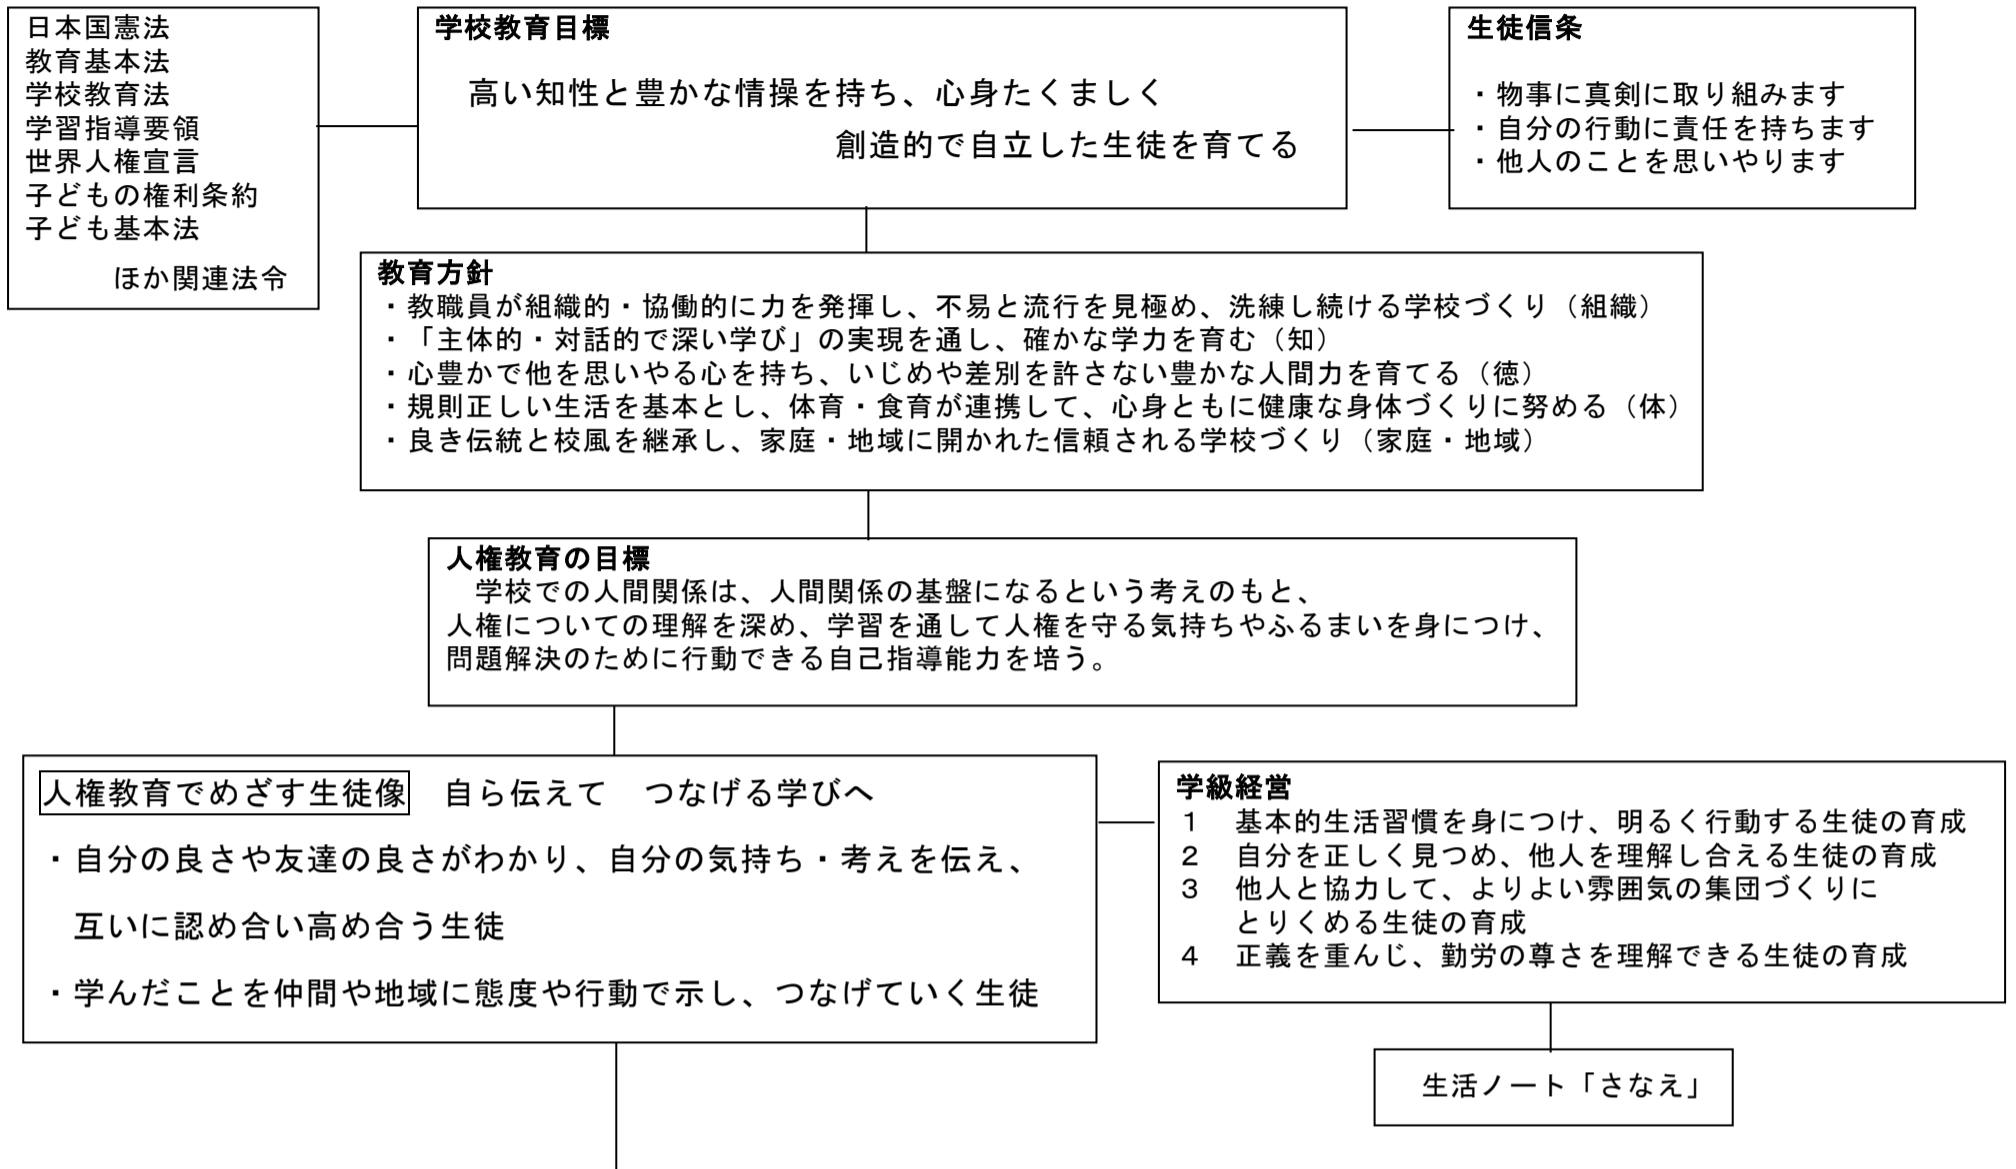 日本国憲法
教育基本法
学校教育法
学習指導要領
世界人権宣言
子どもの権利条約
子ども基本法
ほか関連法令
学校教育目標
高い知性と豊かな情操を持ち、心身たくましく
創造的で自立した生徒を育てる
生徒信条
・物事に真剣に取り組みます
・自分の行動に責任を持ちます
・他人のことを思いやります
教育方針
・教職員が組織的・協働的に力を発揮し、不易と流行を見極め、洗練し続ける学校づくり（組織）
・「主体的・対話的で深い学び」の実現を通し、確かな学力を育む（知）
・心豊かで他を思いやる心を持ち、いじめや差別を許さない豊かな人間力を育てる（徳）
・規則正しい生活を基本とし、体育・食育が連携して、心身ともに健康な身体づくりに努める（体）
・良き伝統と校風を継承し、家庭・地域に開かれた信頼される学校づくり（家庭・地域）
人権教育の目標
学校での人間関係は、人間関係の基盤になるという考えのもと、
人権についての理解を深め、学習を通して人権を守る気持ちやふるまいを身につけ、
問題解決のために行動できる自己指導能力を培う。
人権教育でめざす生徒像　自ら伝えて　つなげる学びへ
・自分の良さや友達の良さがわかり、自分の気持ち・考えを伝え、
互いに認め合い高め合う生徒
・学んだことを仲間や地域に態度や行動で示し、つなげていく生徒
学級経営
１　基本的生活習慣を身につけ、明るく行動する生徒の育成
２　自分を正しく見つめ、他人を理解し合える生徒の育成
３　他人と協力して、よりよい雰囲気の集団づくりに
とりくめる生徒の育成
４　正義を重んじ、勤労の尊さを理解できる生徒の育成
生活ノート「さなえ」